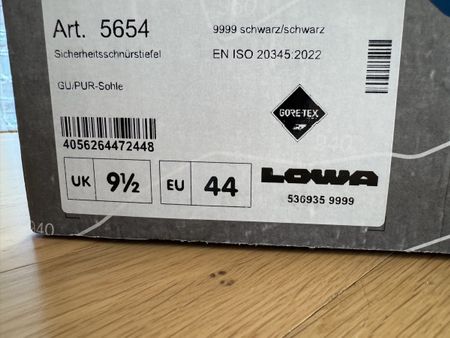 Art. 5654
9999 schwarz/schwarz
Sicherheitsschnürstiefel
EN ISO 20345:2022
GU/PUR-Sohle
GORE-TEX
4056264472448
UK 9½
EU 44
LOWA
536935 9999